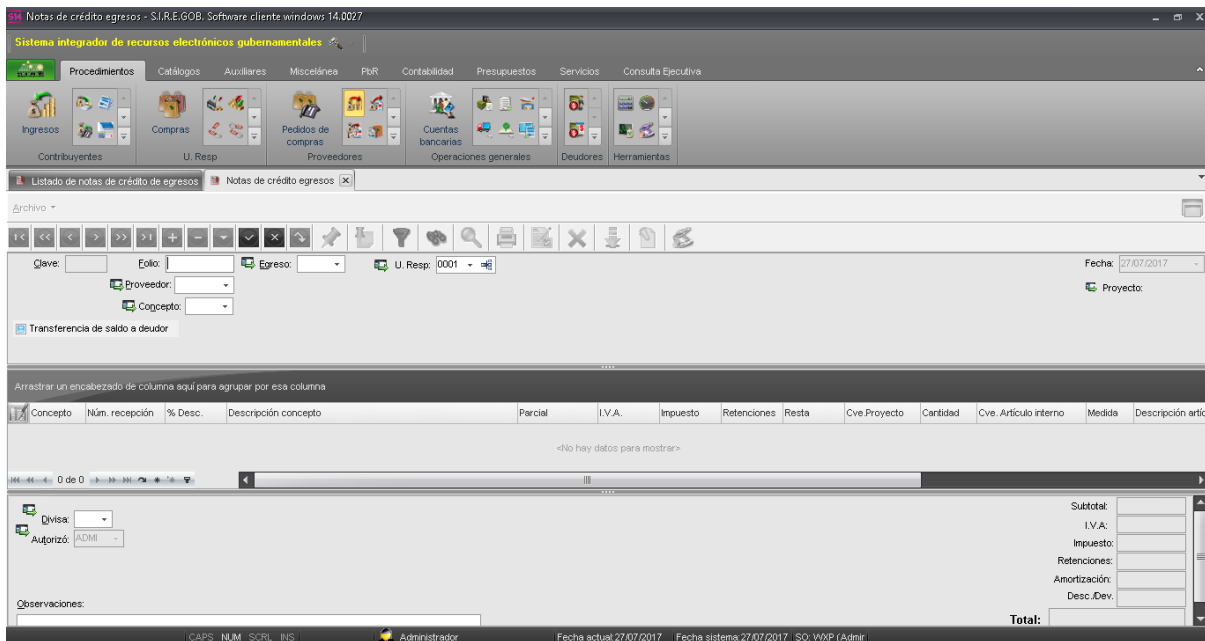 Notas de crédito egresos - S.I.R.E.GOB. Software cliente windows 14.0027
Sistema integrador de recursos electrónicos gubernamentales
Procedimientos Catálogos Auxiliares Miscelánea PbR Contabilidad Presupuestos Servicios Consulta Ejecutiva
Ingresos Compras Pedidos de compras Cuentas bancarias
Contribuyentes U. Resp Proveedores Operaciones generales Deudores Herramientas
Listado de notas de crédito de egresos Notas de crédito egresos
Archivo
Clave: Folio: Egreso: U. Resp: 0001 Fecha: 27/07/2017
Proveedor: Proyecto:
Concepto:
Transferencia de saldo a deudor
Arrastrar un encabezado de columna aquí para agrupar por esa columna
Concepto Núm. recepción % Desc. Descripción concepto Parcial I.V.A. Impuesto Retenciones Resta Cve.Proyecto Cantidad Cve. Artículo interno Medida Descripción artíc
<No hay datos para mostrar>
0 de 0
Subtotal:
Divisa:
I.V.A:
Autorizó: ADMI
Impuesto:
Retenciones:
Amortización:
Desc./Dev.
Observaciones:
Total:
CAPS NUM SCRL INS Administrador Fecha actual:27/07/2017 Fecha sistema:27/07/2017 SO: WXP (Admir